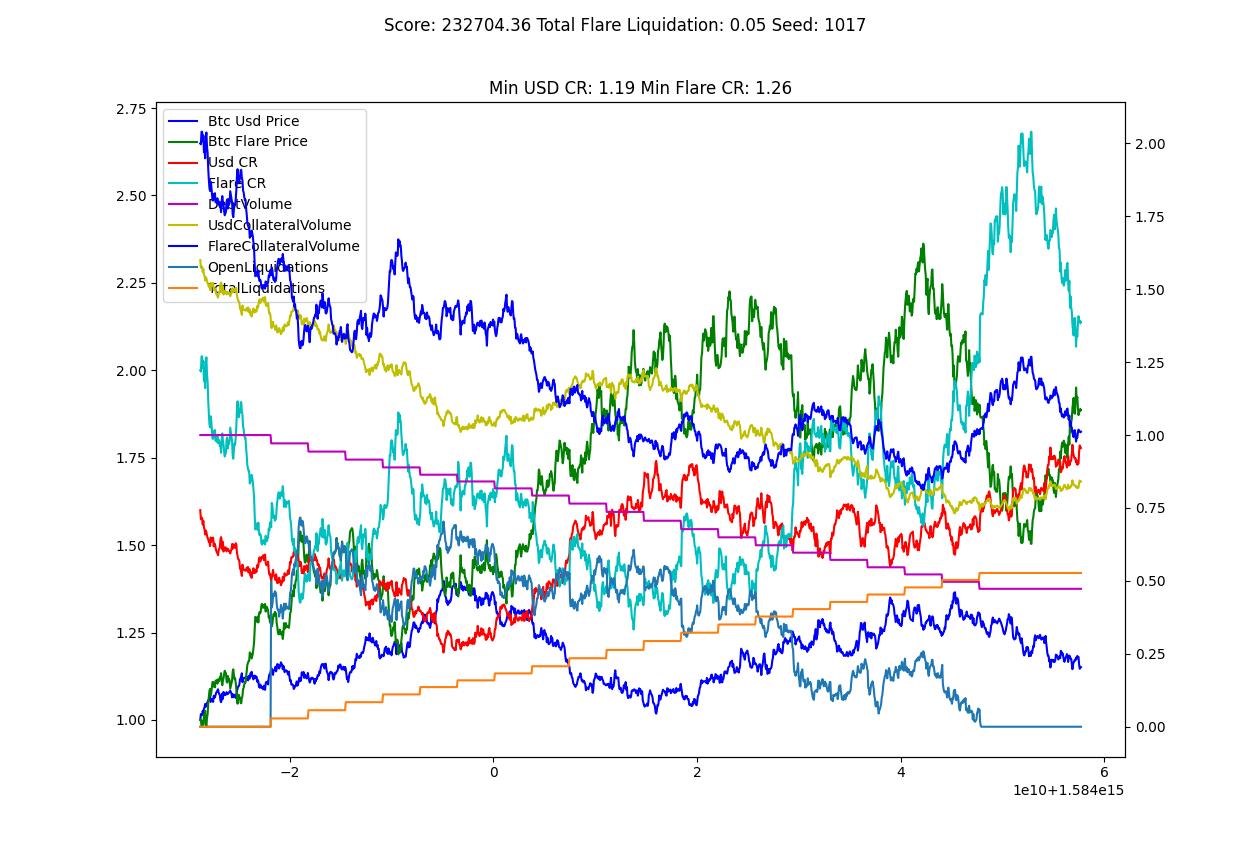 Score: 232704.36 Total Flare Liquidation: 0.05 Seed: 1017
Min USD CR: 1.19 Min Flare CR: 1.26
Btc Usd Price
Btc Flare Price
Usd CR
Flare CR
DebtVolume
UsdCollateralVolume
FlareCollateralVolume
OpenLiquidations
TotalLiquidations
2.75
2.50
2.25
2.00
1.75
1.50
1.25
1.00
2.00
1.75
1.50
1.25
1.00
0.75
0.50
0.25
0.00
−2 0 2 4 6
1e10+1.584e15